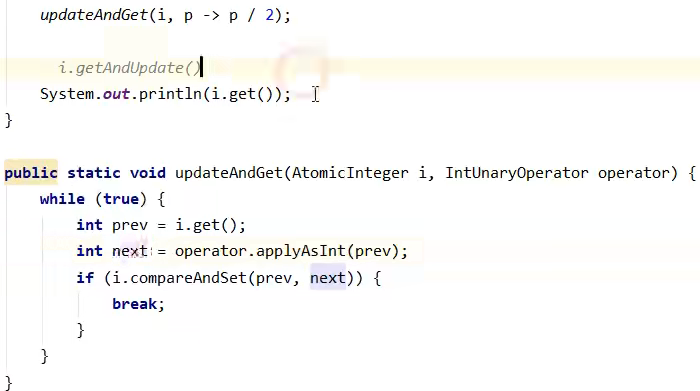 updateAndGet(i, p -> p / 2);
i.getAndUpdate()
System.out.println(i.get());
}
public static void updateAndGet(AtomicInteger i, IntUnaryOperator operator) {
while (true) {
int prev = i.get();
int next = operator.applyAsInt(prev);
if (i.compareAndSet(prev, next)) {
break;
}
}
}